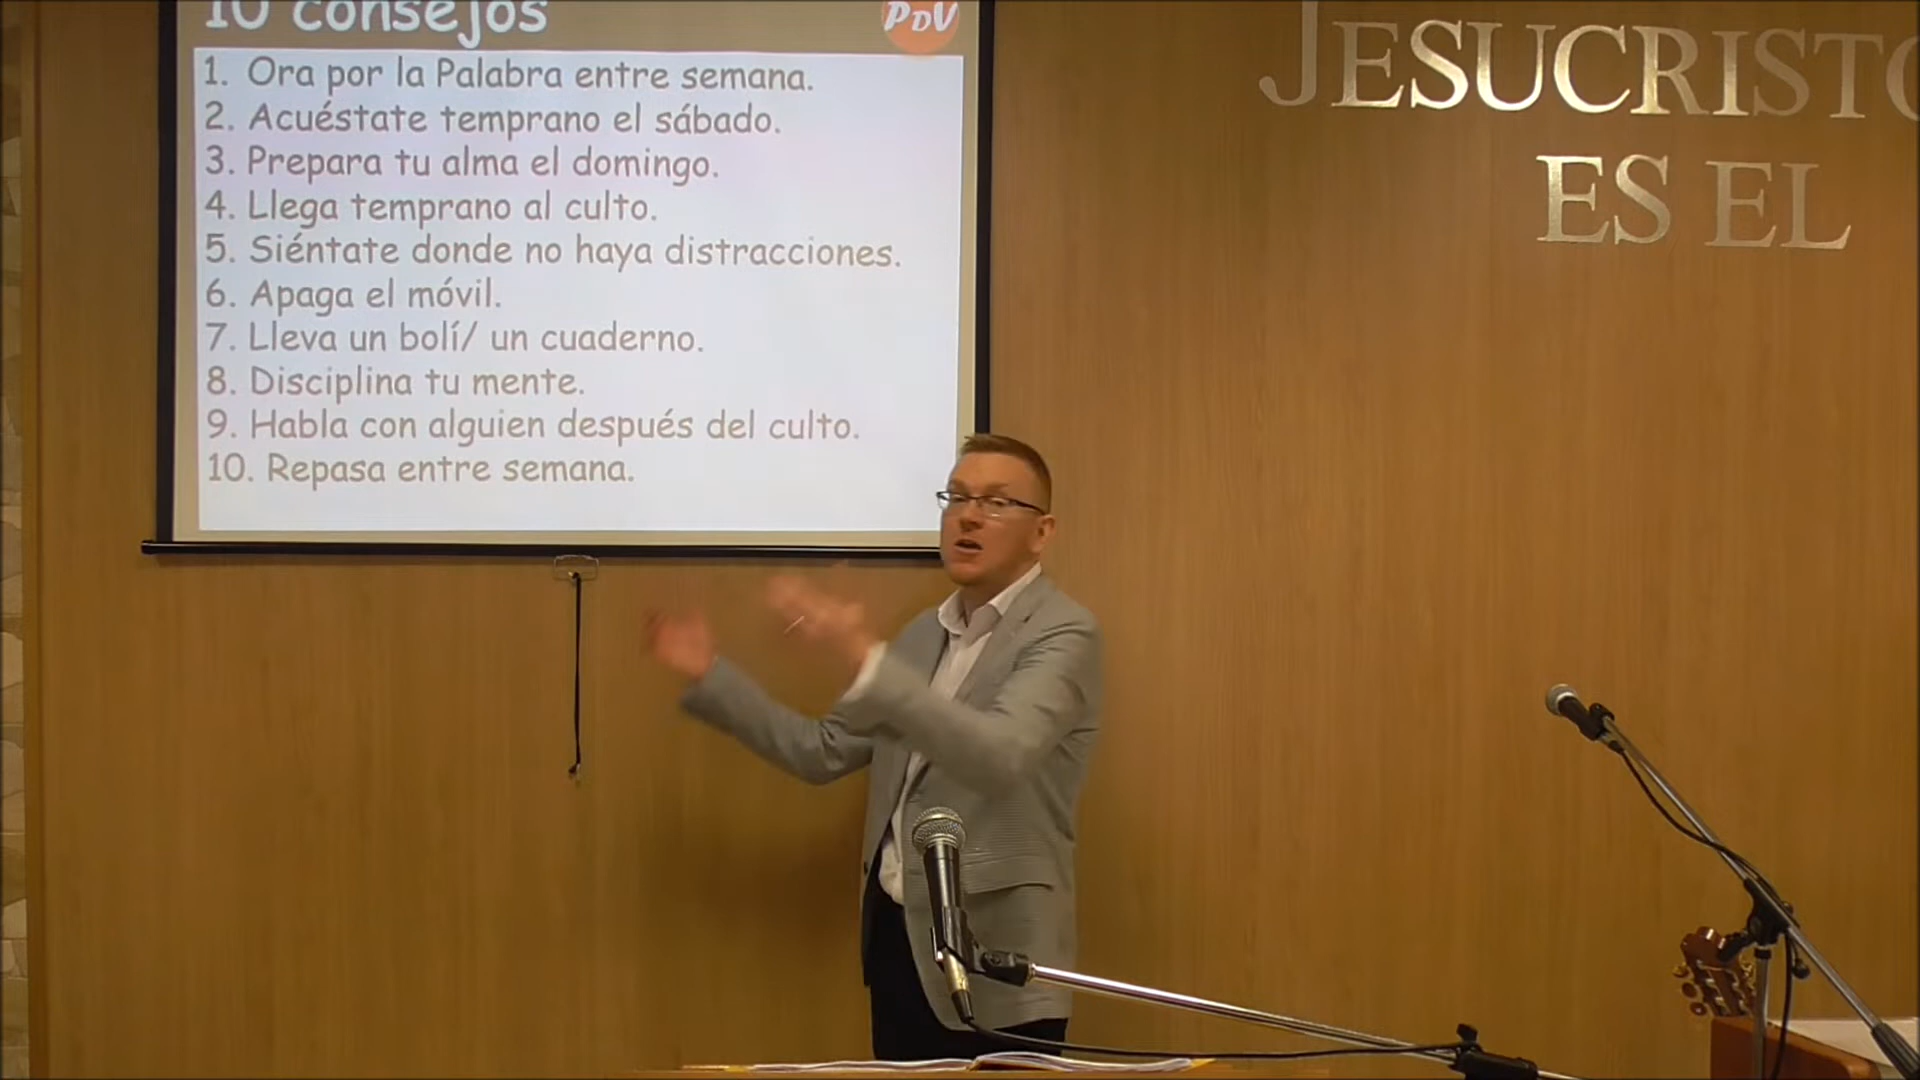 10 consejos
PDV
1. Ora por la Palabra entre semana.
2. Acuéstate temprano el sábado.
3. Prepara tu alma el domingo.
4. Llega temprano al culto.
5. Siéntate donde no haya distracciones.
6. Apaga el móvil.
7. Lleva un bolí/ un cuaderno.
8. Disciplina tu mente.
9. Habla con alguien después del culto.
10. Repasa entre semana.
JESUCRISTO
ES EL